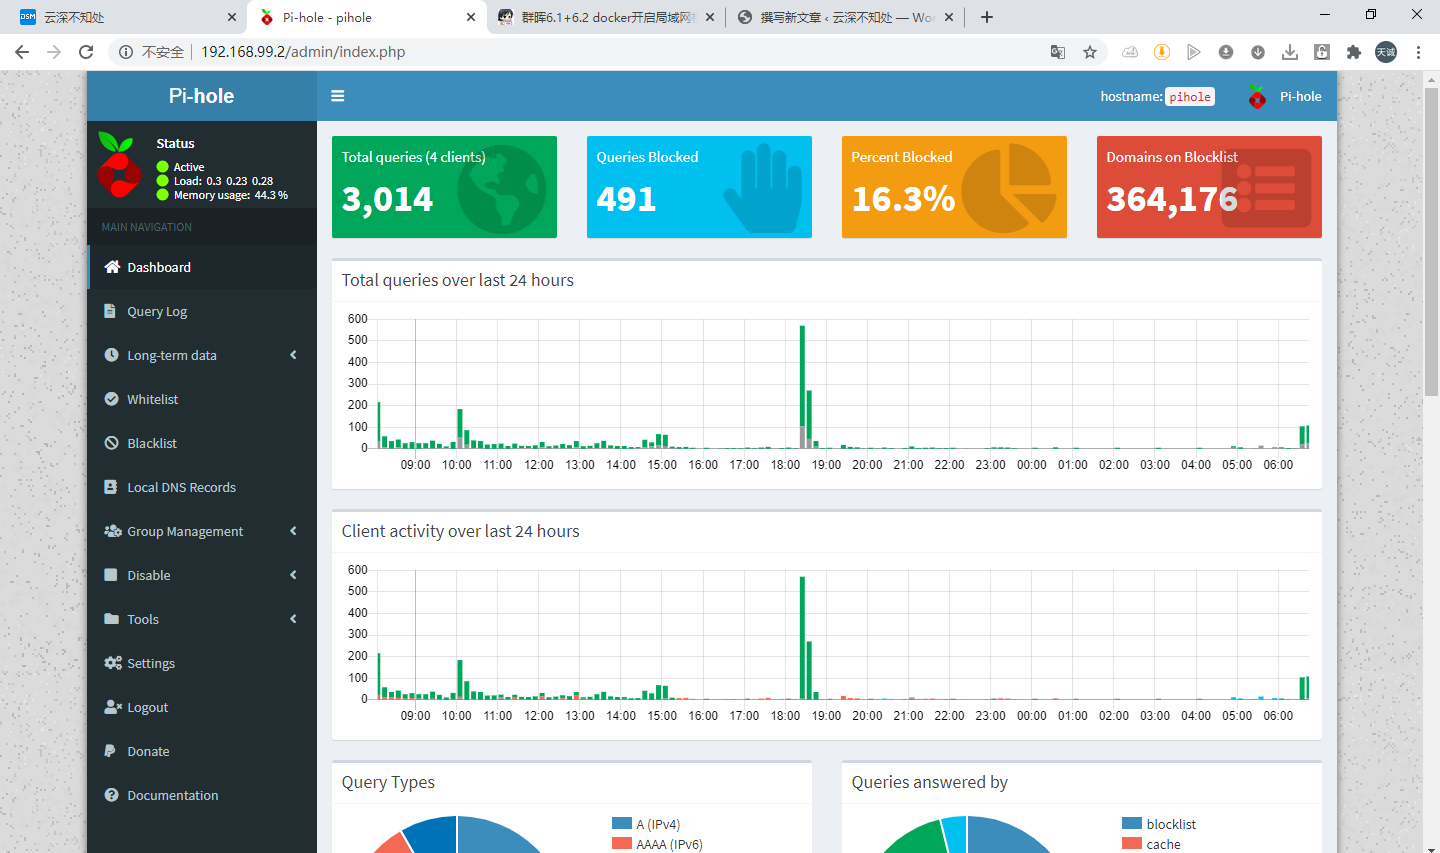 云深不知处
Pi-hole - pihole
群晖6.1+6.2 docker开启局域网
撰写新文章 ‹ 云深不知处 — Wor
不安全
192.168.99.2/admin/index.php
天诚
Pi-hole
hostname: pihole
Pi-hole
Status
Active
Load: 0.3 0.23 0.28
Memory usage: 44.3 %
MAIN NAVIGATION
Dashboard
Query Log
Long-term data
Whitelist
Blacklist
Local DNS Records
Group Management
Disable
Tools
Settings
Logout
Donate
Documentation
Total queries (4 clients)
3,014
Queries Blocked
491
Percent Blocked
16.3%
Domains on Blocklist
364,176
Total queries over last 24 hours
600
500
400
300
200
100
0
09:00 10:00 11:00 12:00 13:00 14:00 15:00 16:00 17:00 18:00 19:00 20:00 21:00 22:00 23:00 00:00 01:00 02:00 03:00 04:00 05:00 06:00
Client activity over last 24 hours
600
500
400
300
200
100
0
09:00 10:00 11:00 12:00 13:00 14:00 15:00 16:00 17:00 18:00 19:00 20:00 21:00 22:00 23:00 00:00 01:00 02:00 03:00 04:00 05:00 06:00
Query Types
A (IPv4)
AAAA (IPv6)
Queries answered by
blocklist
cache